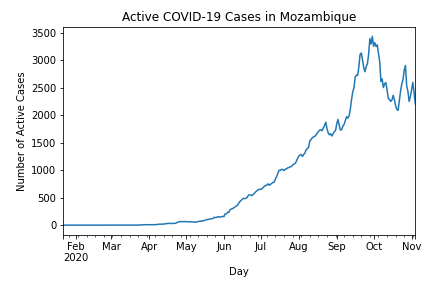 Active COVID-19 Cases in Mozambique
Number of Active Cases
3500
3000
2500
2000
1500
1000
500
0
Feb Mar Apr May Jun Jul Aug Sep Oct Nov
2020
Day